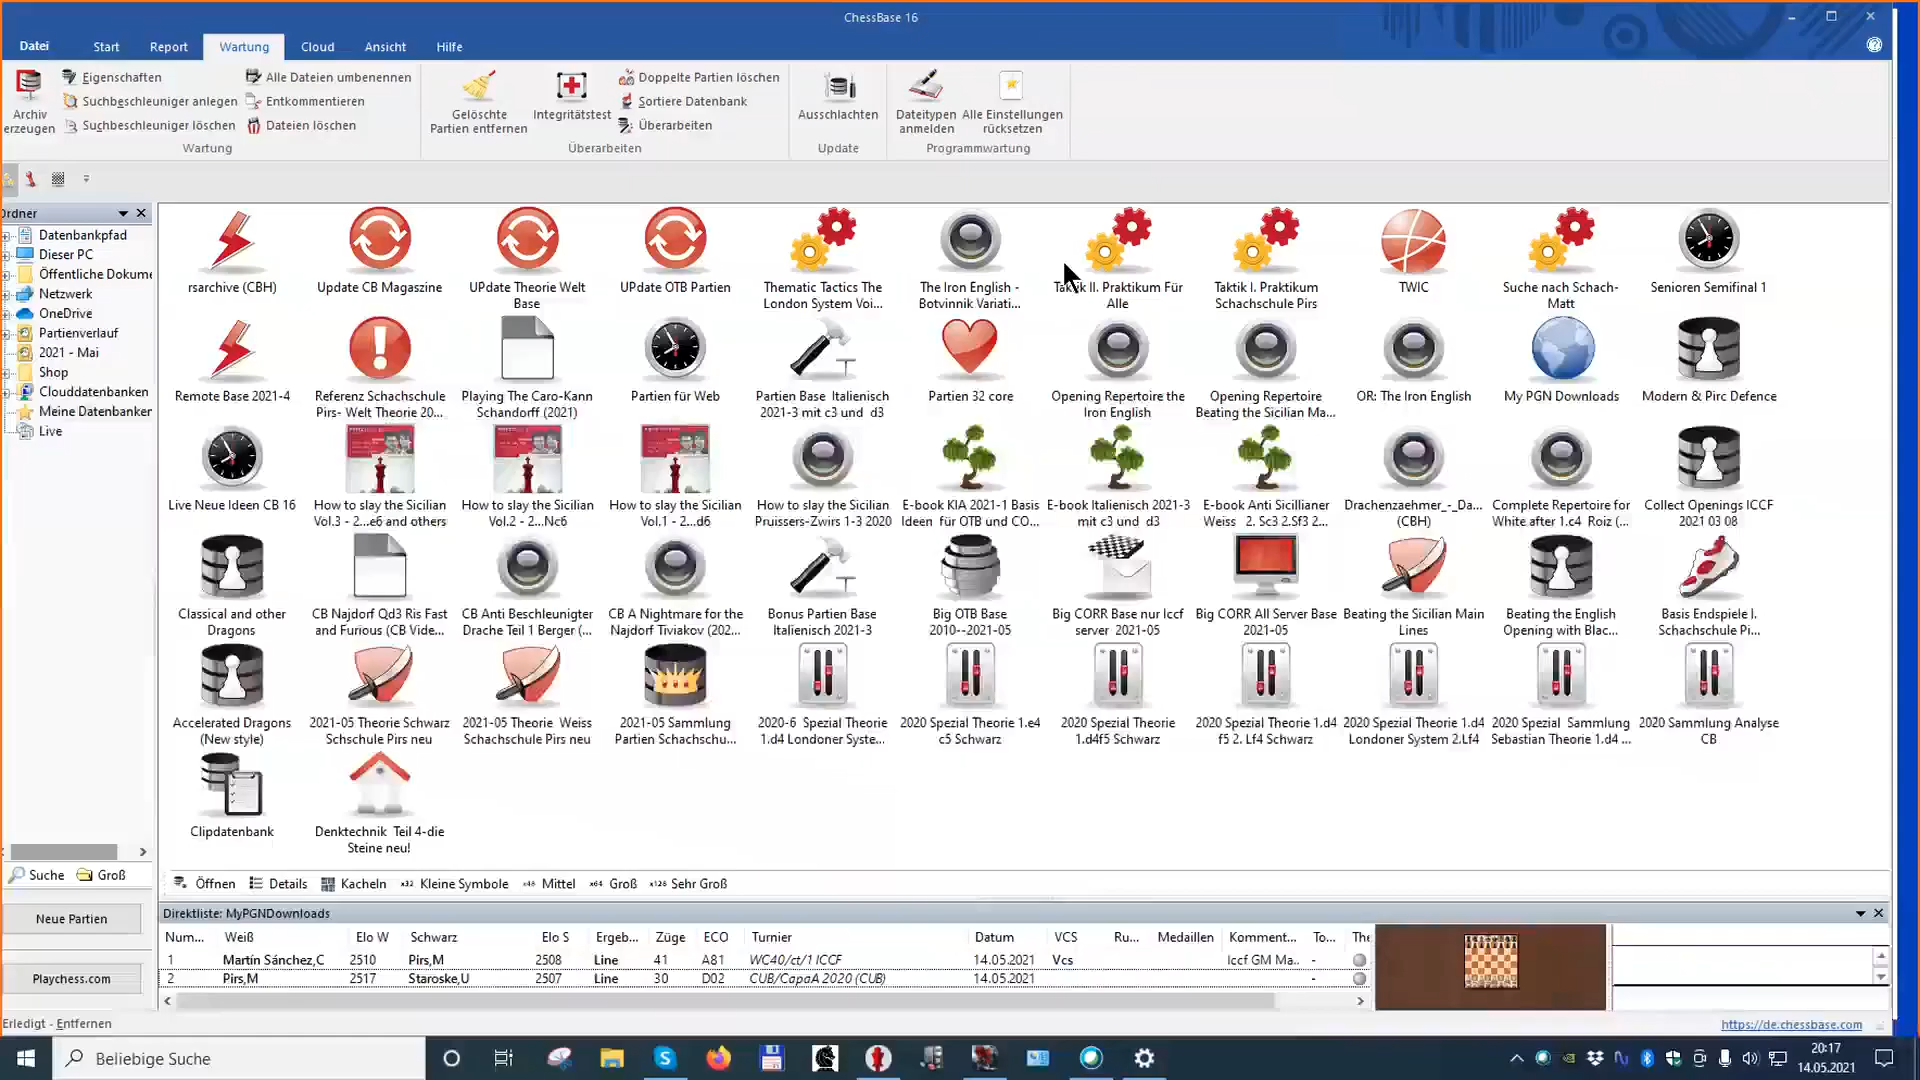 ChessBase 16
Datei Start Report Wartung Cloud Ansicht Hilfe
Archiv erzeugen
Eigenschaften
Suchbeschleuniger anlegen
Suchbeschleuniger löschen
Alle Dateien umbenennen
Entkommentieren
Dateien löschen
Wartung
Gelöschte Partien entfernen
Integritätstest
Doppelte Partien löschen
Sortiere Datenbank
Überarbeiten
Überarbeiten
Ausschlachten
Update
Dateitypen anmelden
Alle Einstellungen rücksetzen
Programmwartung
Ordner
Datenbankpfad
Dieser PC
Öffentliche Dokume
Netzwerk
OneDrive
Partienverlauf
2021 - Mai
Shop
Clouddatenbanken
Meine Datenbanken
Live
Suche Groß
Neue Partien
Playchess.com
rsarchive (CBH)
Update CB Magaszine
UPdate Theorie Welt Base
UPdate OTB Partien
Thematic Tactics The London System Voi...
The Iron English - Botvinnik Variati...
Taktik II. Praktikum Für Alle
Taktik I. Praktikum Schachschule Pirs
TWIC
Suche nach Schach-Matt
Senioren Semifinal 1
Remote Base 2021-4
Referenz Schachschule Pirs- Welt Theorie 20...
Playing The Caro-Kann Schandorff (2021)
Partien für Web
Partien Base Italienisch 2021-3 mit c3 und d3
Partien 32 core
Opening Repertoire the Iron English
Opening Repertoire Beating the Sicilian Ma...
OR: The Iron English
My PGN Downloads
Modern & Pirc Defence
Live Neue Ideen CB 16
How to slay the Sicilian Vol.3 - 2...e6 and others
How to slay the Sicilian Vol.2 - 2...Nc6
How to slay the Sicilian Vol.1 - 2...d6
How to slay the Sicilian Pruissers-Zwirs 1-3 2020
E-book KIA 2021-1 Basis Ideen für OTB und CO...
E-book Italienisch 2021-3 mit c3 und d3
E-book Anti Sicillianer Weiss 2. Sc3 2.Sf3 2...
Drachenzaehmer_-_Da... (CBH)
Complete Repertoire for White after 1.c4 Roiz (...
Collect Openings ICCF 2021 03 08
Classical and other Dragons
CB Najdorf Qd3 Ris Fast and Furious (CB Vide...
CB Anti Beschleunigter Drache Teil 1 Berger (...
CB A Nightmare for the Najdorf Tiviakov (202...
Bonus Partien Base Italienisch 2021-3
Big OTB Base 2010--2021-05
Big CORR Base nur Iccf server 2021-05
Big CORR All Server Base 2021-05
Beating the Sicilian Main Lines
Beating the English Opening with Blac...
Basis Endspiele I. Schachschule Pi...
Accelerated Dragons (New style)
2021-05 Theorie Schwarz Schschule Pirs neu
2021-05 Theorie Weiss Schachschule Pirs neu
2021-05 Sammlung Partien Schachschu...
2020-6 Spezial Theorie 1.d4 Londoner Syste...
2020 Spezial Theorie 1.e4 c5 Schwarz
2020 Spezial Theorie 1.d4f5 Schwarz
2020 Spezial Theorie 1.d4 f5 2. Lf4 Schwarz
2020 Spezial Theorie 1.d4 Londoner System 2.Lf4
2020 Spezial Sammlung Sebastian Theorie 1.d4 ...
2020 Sammlung Analyse CB
Clipdatenbank
Denktechnik Teil 4-die Steine neu!
Öffnen Details Kacheln x32 Kleine Symbole x48 Mittel x64 Groß x128 Sehr Groß
Direktliste: MyPGNDownloads
Num... Weiß Elo W Schwarz Elo S Ergeb... Züge ECO Turnier Datum VCS Ru... Medaillen Komment... To... The
1 Martín Sánchez,C 2510 Pirs,M 2508 Line 41 A81 WC40/ct/1 ICCF 14.05.2021 Vcs Iccf GM Ma.. -
2 Pirs,M 2517 Staroske,U 2507 Line 30 D02 CUB/CapaA 2020 (CUB) 14.05.2021 -
Erledigt - Entfernen
https://de.chessbase.com
Beliebige Suche
20:17
14.05.2021